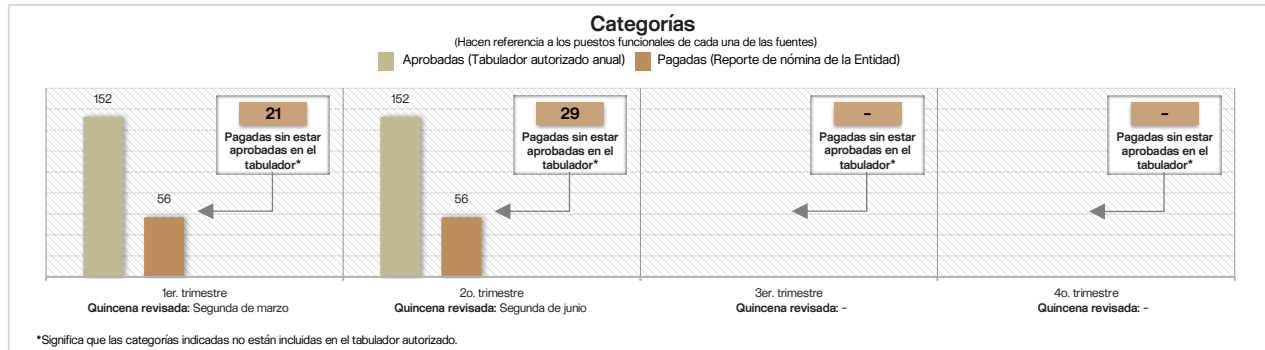 Categorías
(Hacen referencia a los puestos funcionales de cada una de las fuentes)
Aprobadas (Tabulador autorizado anual) Pagadas (Reporte de nómina de la Entidad)
152
56
21
Pagadas sin estar
aprobadas en el
tabulador*
152
56
29
Pagadas sin estar
aprobadas en el
tabulador*
–
Pagadas sin estar
aprobadas en el
tabulador*
–
Pagadas sin estar
aprobadas en el
tabulador*
1er. trimestre
Quincena revisada: Segunda de marzo
2o. trimestre
Quincena revisada: Segunda de junio
3er. trimestre
Quincena revisada: –
4o. trimestre
Quincena revisada: –
*Significa que las categorías indicadas no están incluidas en el tabulador autorizado.